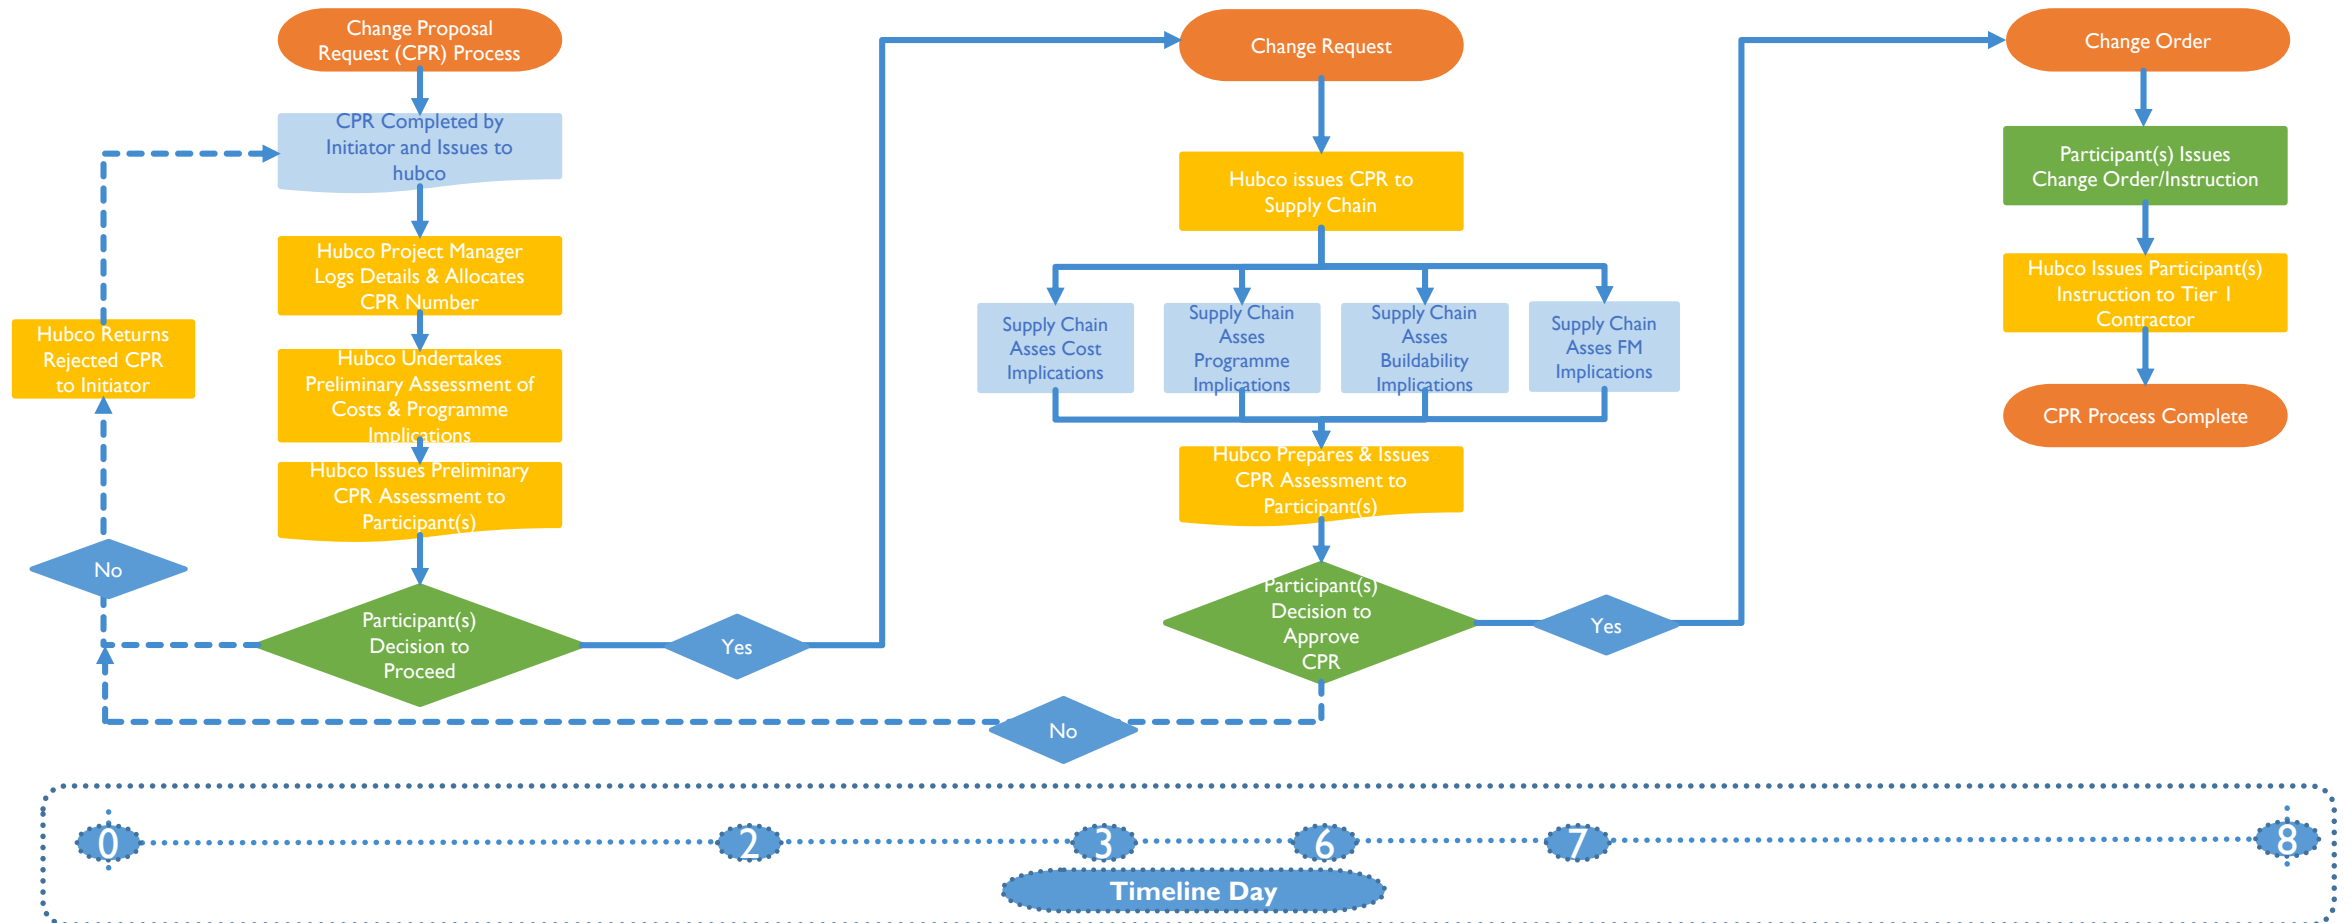 Change Proposal
Request (CPR) Process
CPR Completed by
Initiator and Issues to
hubco
Hubco Project Manager
Logs Details & Allocates
CPR Number
Hubco Returns
Rejected CPR
to Initiator
Hubco Undertakes
Preliminary Assessment of
Costs & Programme
Implications
Hubco Issues Preliminary
CPR Assessment to
Participant(s)
No
Participant(s)
Decision to
Proceed
Yes
Change Request
Hubco issues CPR to
Supply Chain
Supply Chain
Asses Cost
Implications
Supply Chain
Asses
Programme
Implications
Supply Chain
Asses
Buildability
Implications
Supply Chain
Asses FM
Implications
Hubco Prepares & Issues
CPR Assessment to
Participant(s)
Participant(s)
Decision to
Approve
CPR
No
Yes
Change Order
Participant(s) Issues
Change Order/Instruction
Hubco Issues Participant(s)
Instruction to Tier 1
Contractor
CPR Process Complete
0
2
3
6
7
8
Timeline Day